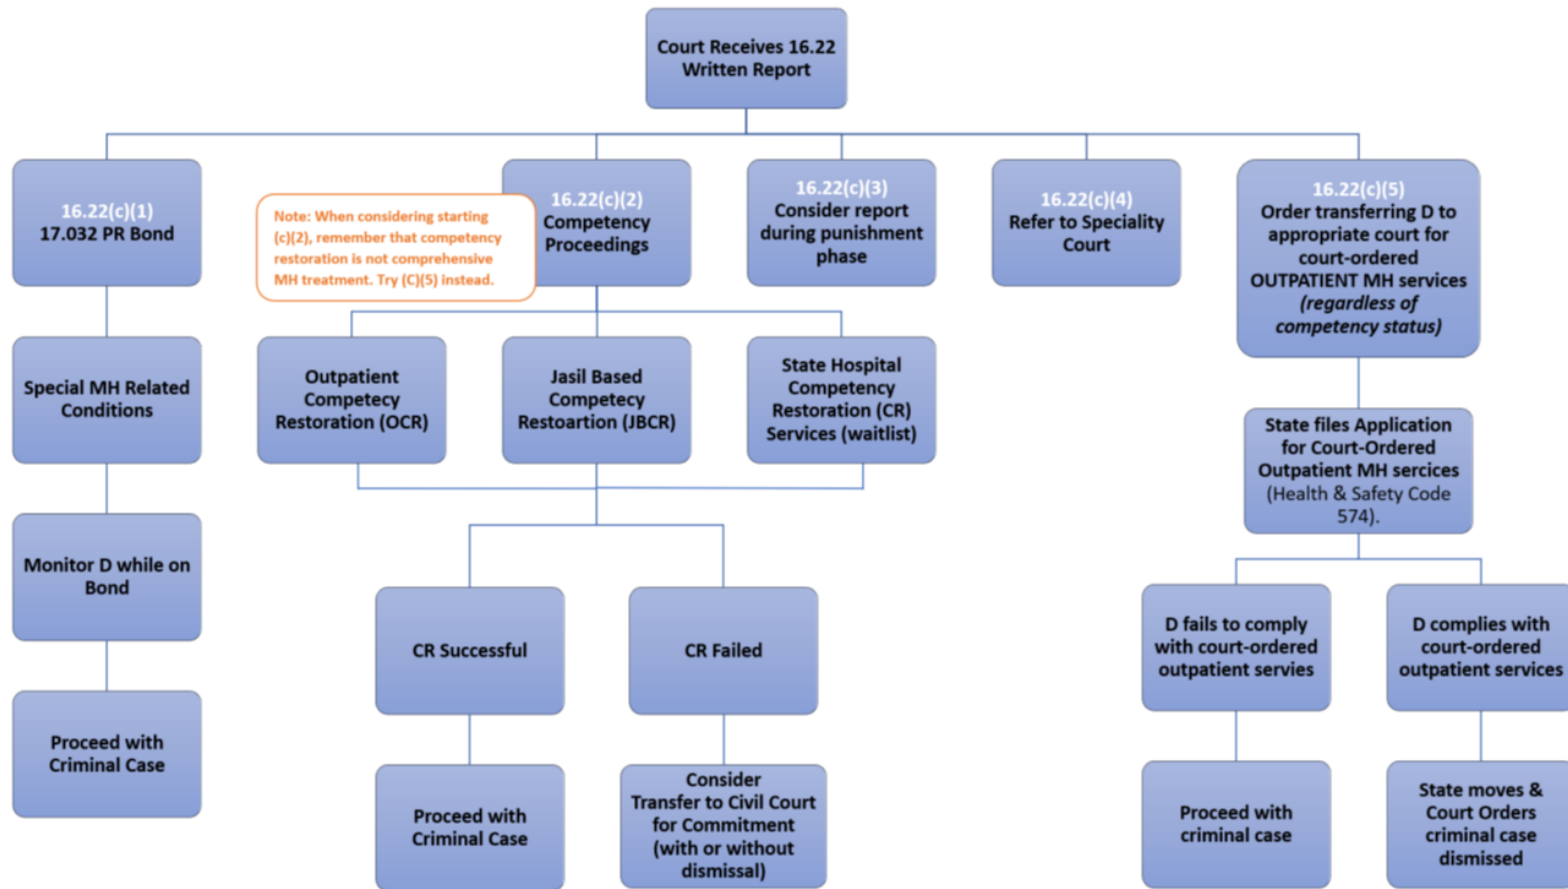 Court Receives 16.22
Written Report
16.22(c)(1)
17.032 PR Bond
Note: When considering starting
(c)(2), remember that competency
restoration is not comprehensive
MH treatment. Try (C)(5) instead.
16.22(c)(2)
Competency
Proceedings
16.22(c)(3)
Consider report
during punishment
phase
16.22(c)(4)
Refer to Speciality
Court
16.22(c)(5)
Order transferring D to
appropriate court for
court-ordered
OUTPATIENT MH services
(regardless of
competency status)
Special MH Related
Conditions
Outpatient
Competecy
Restoration (OCR)
Jasil Based
Competecy
Restoartion (JBCR)
State Hospital
Competency
Restoration (CR)
Services (waitlist)
State files Application
for Court-Ordered
Outpatient MH sercices
(Health & Safety Code
574).
Monitor D while on
Bond
CR Successful
CR Failed
D fails to comply
with court-ordered
outpatient servies
D complies with
court-ordered
outpatient services
Proceed with
Criminal Case
Proceed with
Criminal Case
Consider
Transfer to Civil Court
for Commitment
(with or without
dismissal)
Proceed with
criminal case
State moves &
Court Orders
criminal case
dismissed